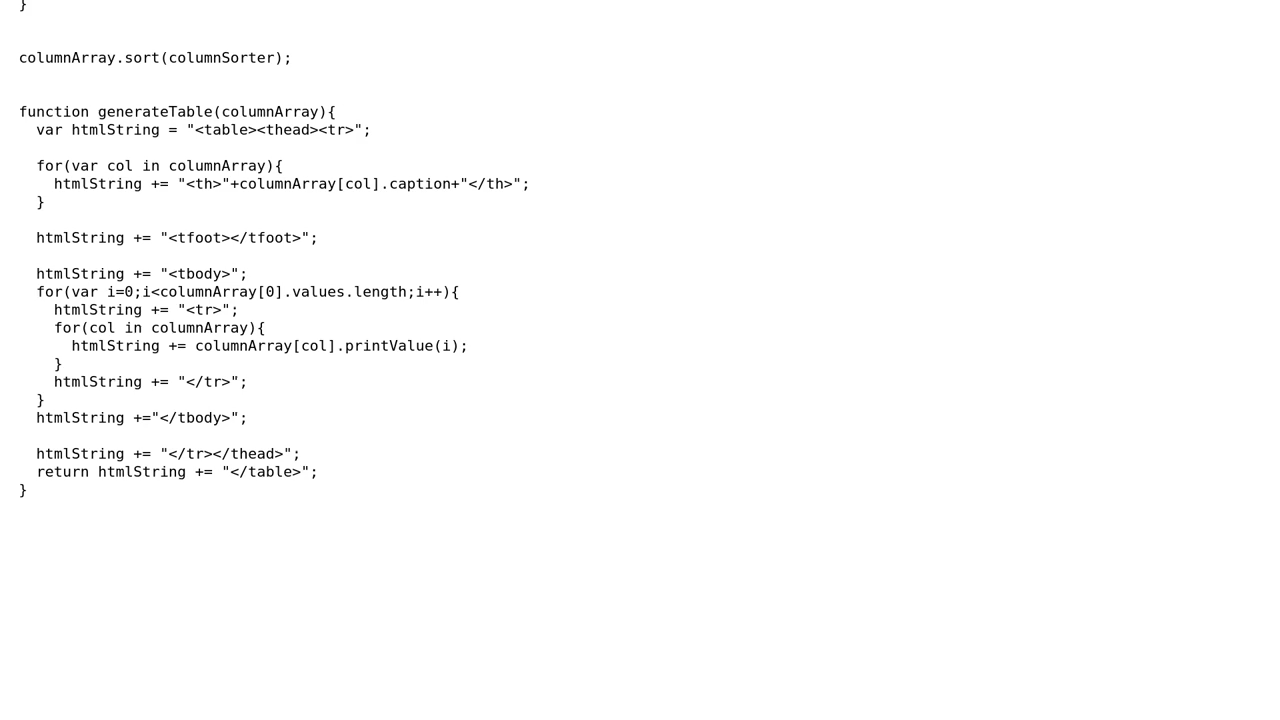 }
columnArray.sort(columnSorter);
function generateTable(columnArray){
  var htmlString = "<table><thead><tr>";
  for(var col in columnArray){
    htmlString += "<th>"+columnArray[col].caption+"</th>";
  }
  htmlString += "<tfoot></tfoot>";
  htmlString += "<tbody>";
  for(var i=0;i<columnArray[0].values.length;i++){
    htmlString += "<tr>";
    for(col in columnArray){
      htmlString += columnArray[col].printValue(i);
    }
    htmlString += "</tr>";
  }
  htmlString +="</tbody>";
  htmlString += "</tr></thead>";
  return htmlString += "</table>";
}